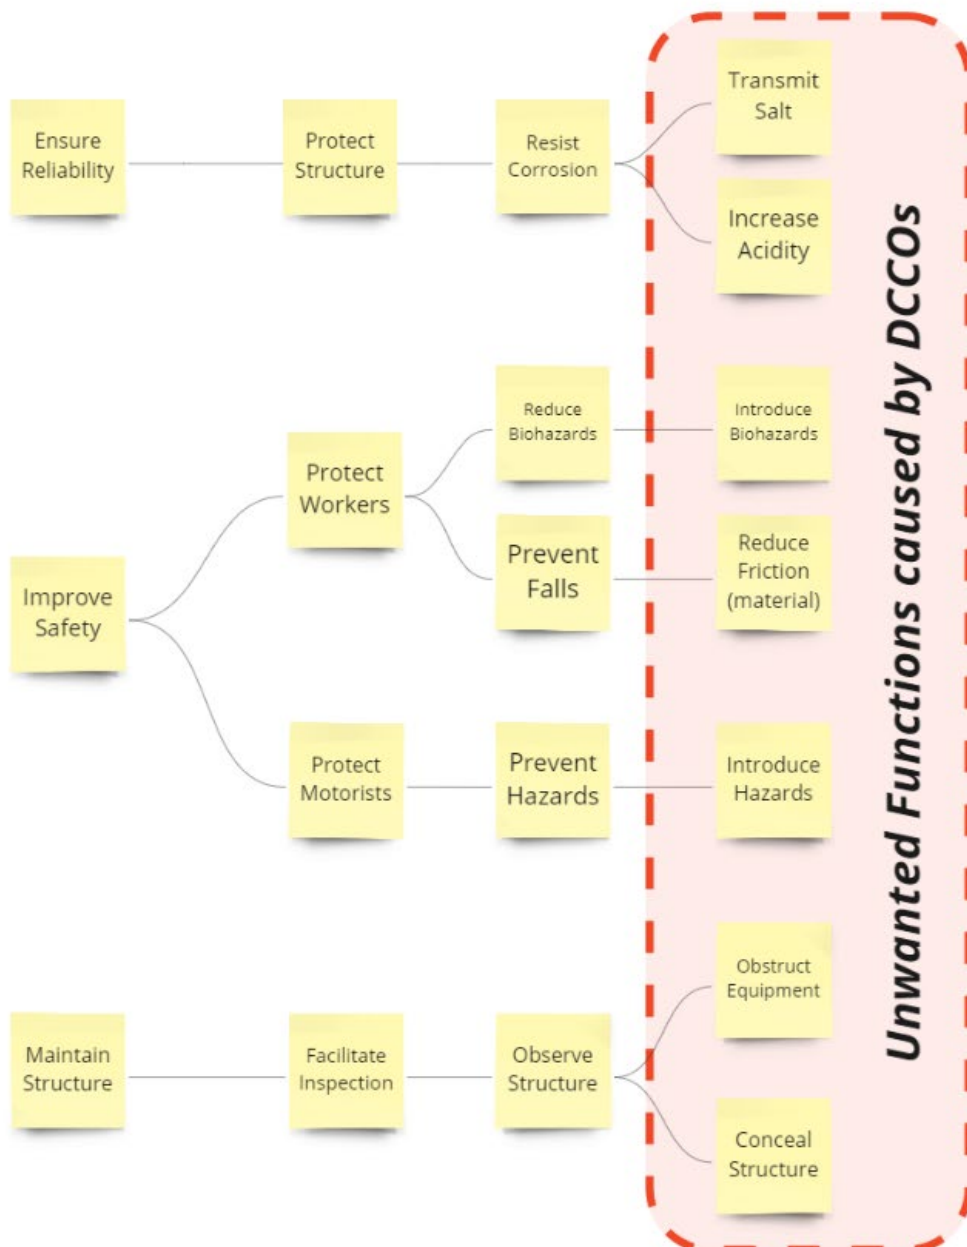 Ensure
Reliability
Protect
Structure
Resist
Corrosion
Transmit
Salt
Increase
Acidity
Improve
Safety
Protect
Workers
Reduce
Biohazards
Introduce
Biohazards
Prevent
Falls
Reduce
Friction
(material)
Protect
Motorists
Prevent
Hazards
Introduce
Hazards
Maintain
Structure
Facilitate
Inspection
Observe
Structure
Obstruct
Equipment
Conceal
Structure
Unwanted Functions caused by DCCOs